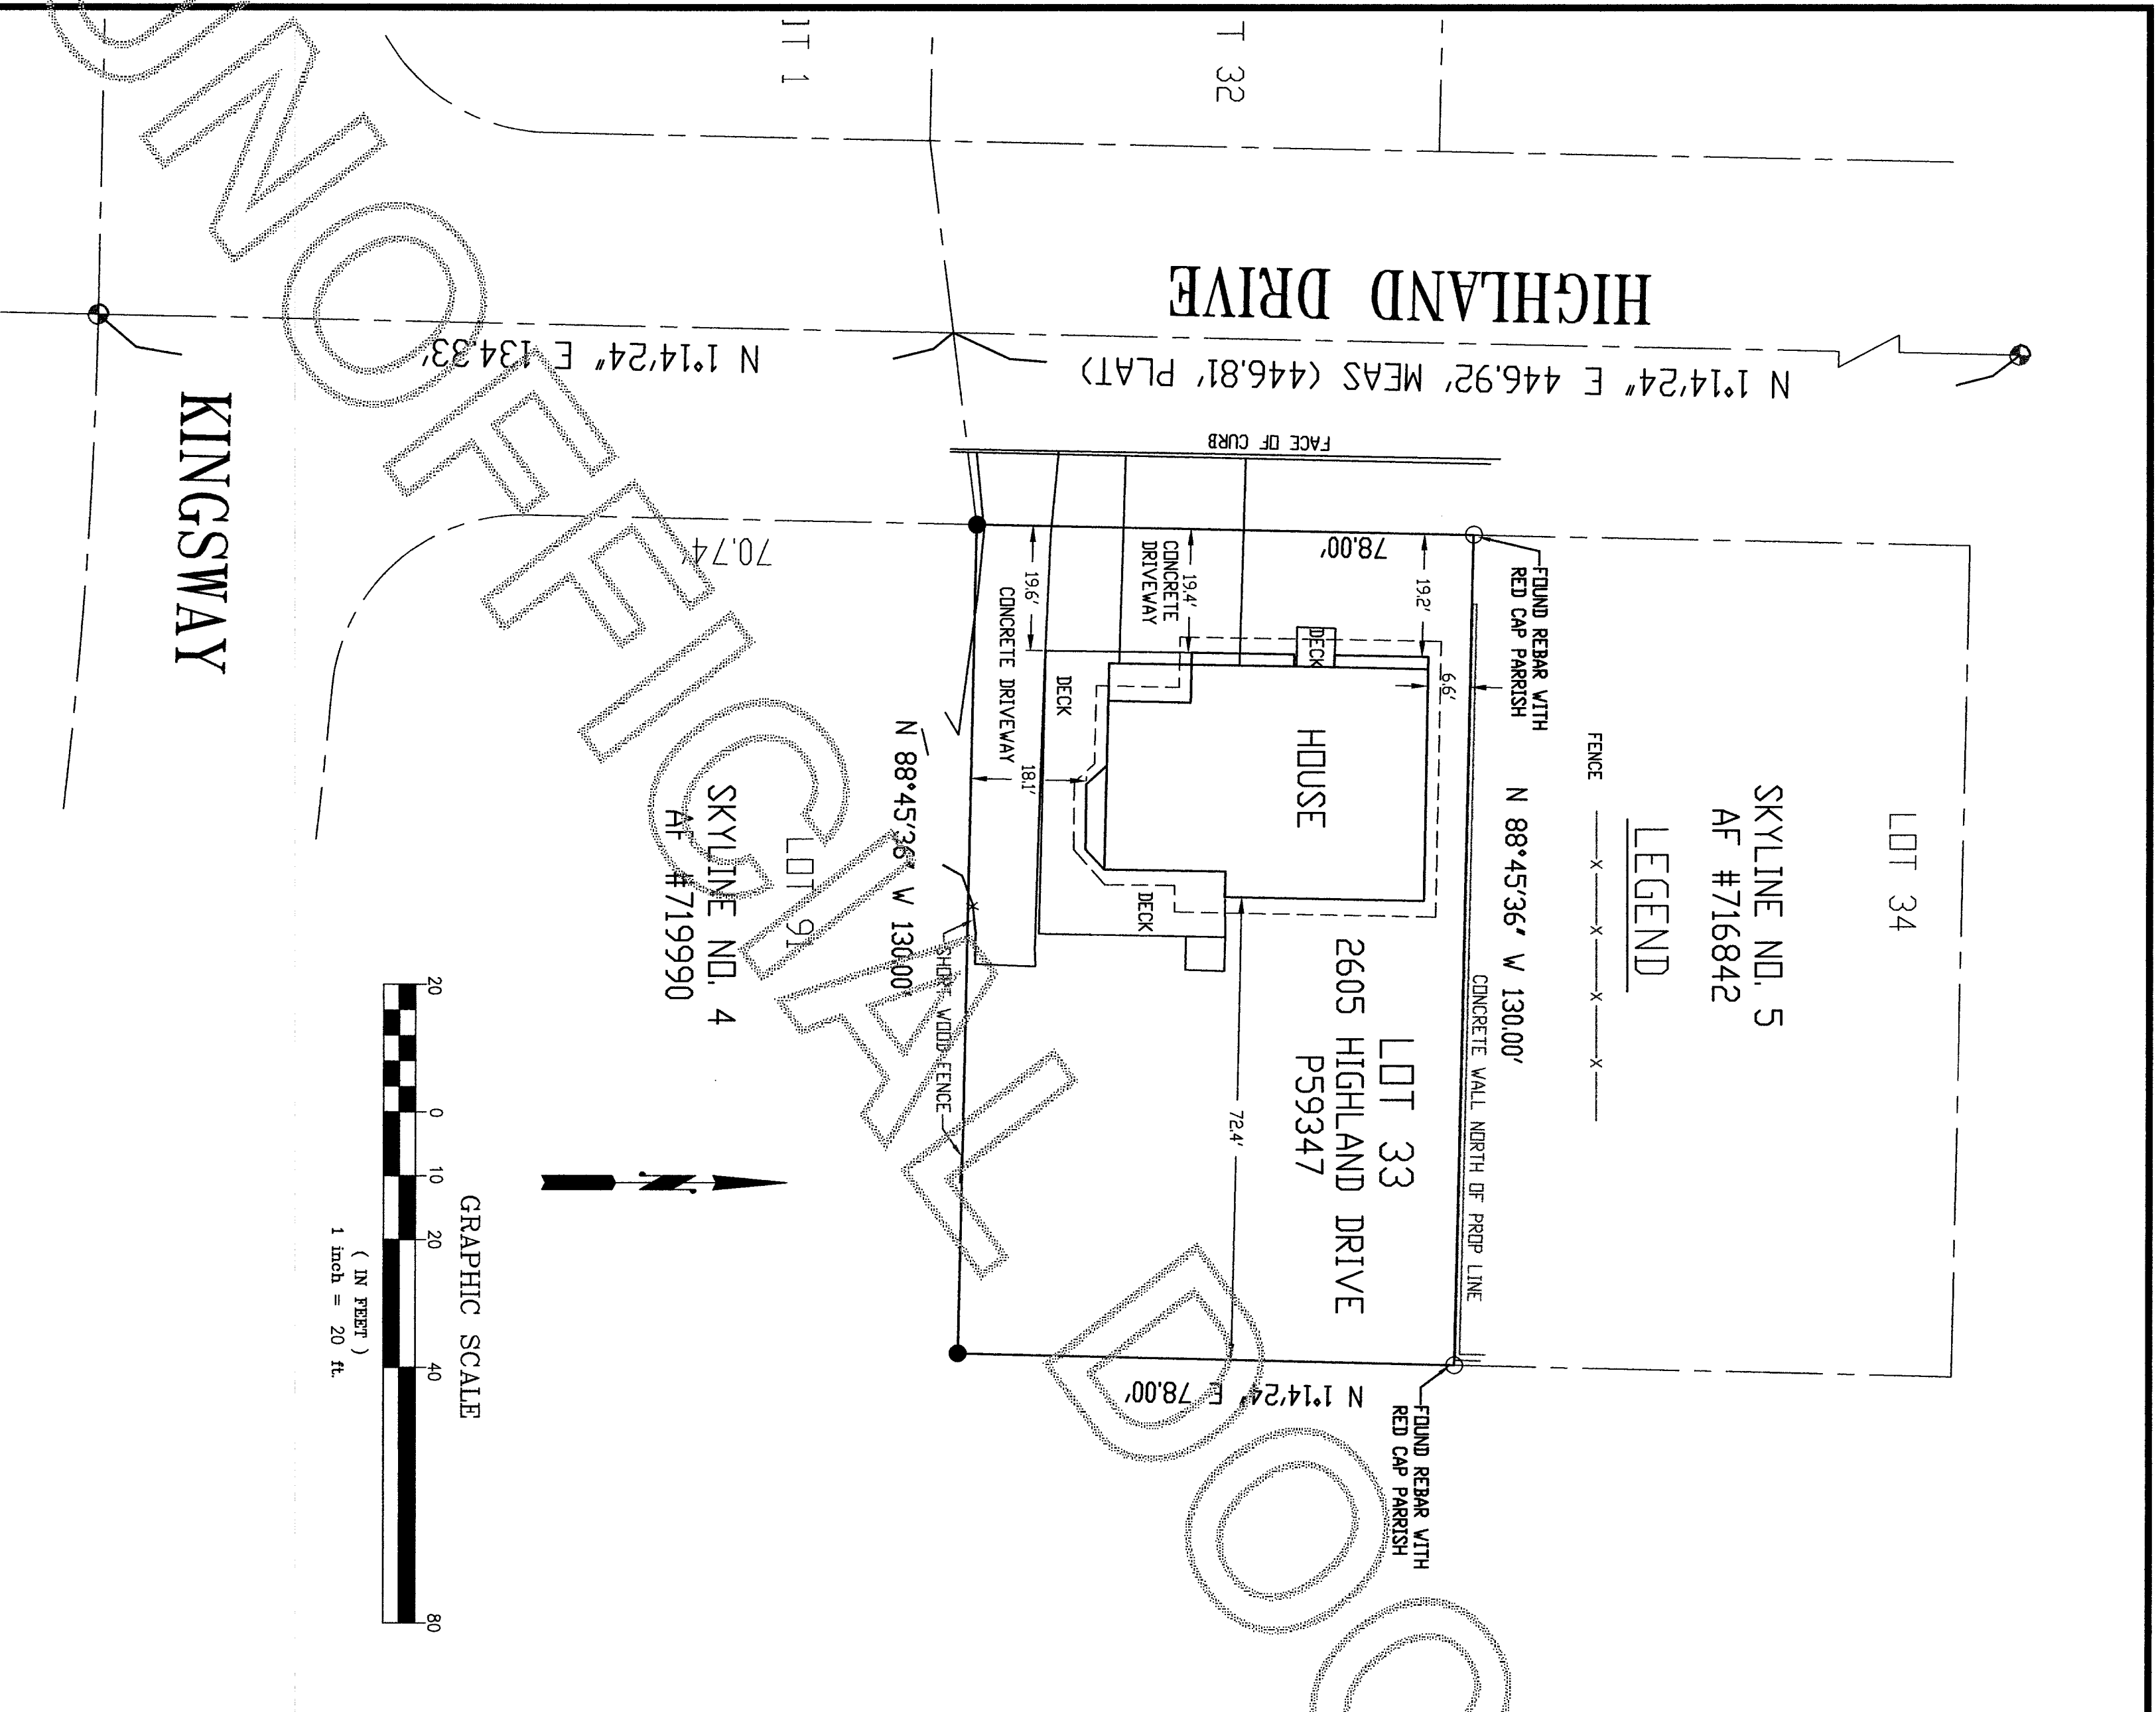 HIGHLAND DRIVE
N 1°14'24" E 446.92' MEAS (446.81' PLAT)
N 1°14'24" E 134.33'
KINGSWAY
FACE OF CURB
78.00'
70.74'
32
1
CONCRETE
DRIVEWAY
19.4'
19.6'
19.2'
6.6'
18.1'
CONCRETE DRIVEWAY
DECK
DECK
DECK
HOUSE
FOUND REBAR WITH
RED CAP PARRISH
FENCE
N 88°45'36" W 130.00'
CONCRETE WALL NORTH OF PROP LINE
LEGEND
SKYLINE NO. 5
AF #716842
LOT 34
LOT 33
2605 HIGHLAND DRIVE
P59347
72.4'
N 88°45'36" W 130.00'
SHORT WOOD FENCE
LOT 91
SKYLINE NO. 4
AF #719990
N 1°14'24" E 78.00'
FOUND REBAR WITH
RED CAP PARRISH
GRAPHIC SCALE
20 0 10 20 40 80
( IN FEET )
1 inch = 20 ft.
UNOFFICIAL DOC